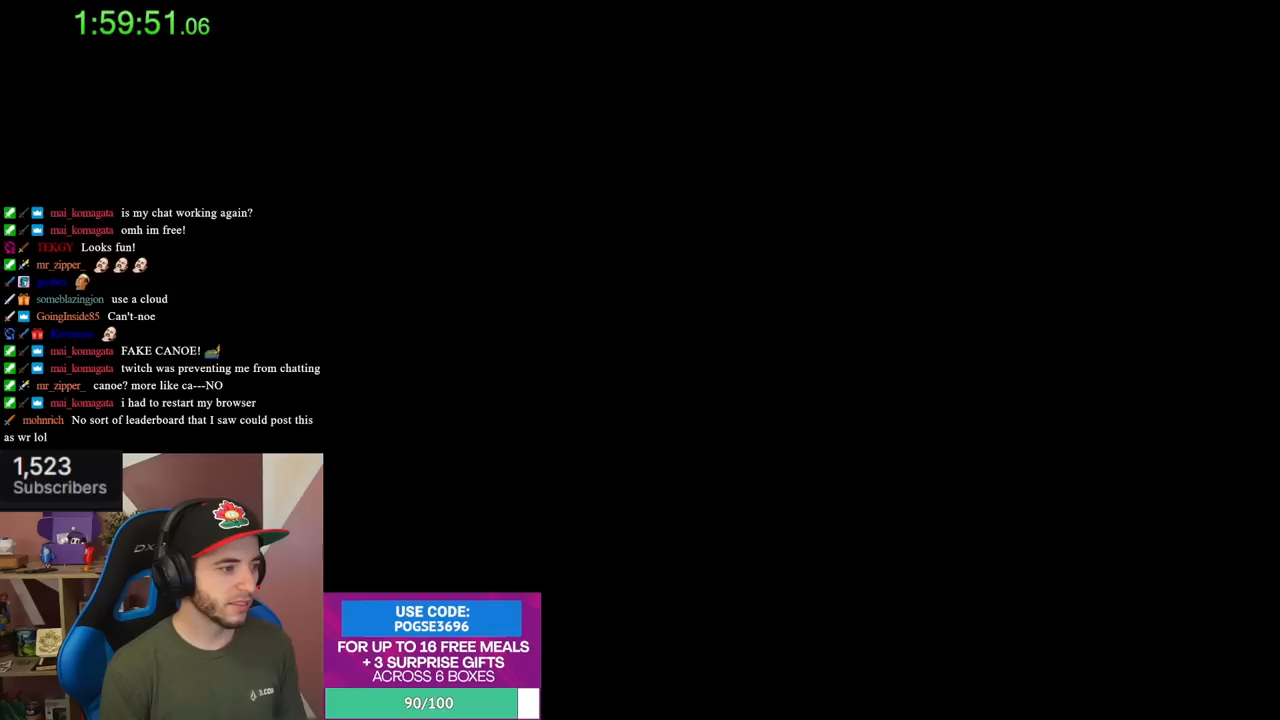 1:59:51.06
mai_komagata is my chat working again?
mai_komagata omh im free!
TEKGY Looks fun!
mr_zipper_
someblazingjon use a cloud
GoingInside85 Can't-noe
mai_komagata FAKE CANOE!
mai_komagata twitch was preventing me from chatting
mr_zipper_ canoe? more like ca---NO
mai_komagata i had to restart my browser
mohnrich No sort of leaderboard that I saw could post this
as wr lol
1,523
Subscribers
DX
USE CODE:
POGSE3696
FOR UP TO 16 FREE MEALS
+ 3 SURPRISE GIFTS
ACROSS 6 BOXES
90/100